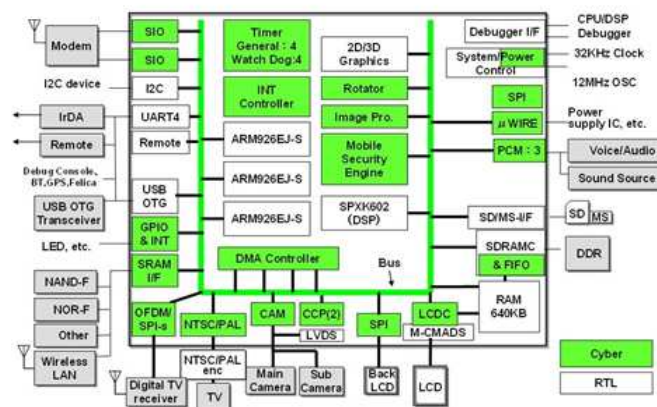 Modem
I2C device
IrDA
Remote
Debug Console,
BT,GPS,Felica
USB OTG
Transceiver
LED, etc.
NAND-F
NOR-F
Other
Wireless
LAN
SIO
SIO
I2C
UART4
Remote
USB
OTG
GPIO
& INT
SRAM
I/F
OFDM/
SPI-s
Timer
General : 4
Watch Dog:4
INT
Controller
ARM926EJ-S
ARM926EJ-S
ARM926EJ-S
DMA Controller
2D/3D
Graphics
Rotator
Image Pro.
Mobile
Security
Engine
SPXK602
(DSP)
Bus
Debugger I/F
System/Power
Control
SPI
μWIRE
PCM : 3
SD/MS-I/F
SDRAMC
& FIFO
RAM
640KB
CPU/DSP
Debugger
32KHz Clock
12MHz OSC
Power
supply IC, etc.
Voice/Audio
Sound Source
SD
MS
DDR
NTSC/PAL
CAM
CCP(2)
LVDS
SPI
LCDC
M-CMADS
NTSC/PAL
enc
Digital TV
receiver
TV
Main
Camera
Sub
Camera
Back
LCD
LCD
Cyber
RTL